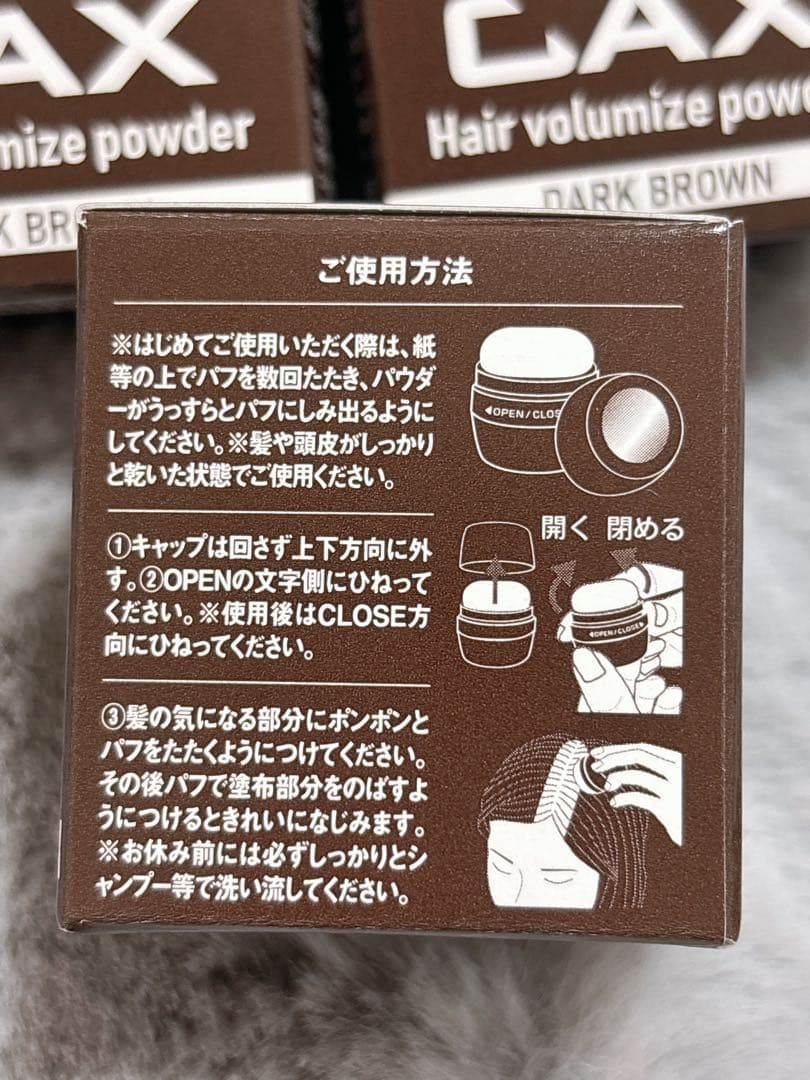 AX
mize powder
K BR
CAX
Hair volumize pow
DARK BROWN
ご使用方法
※はじめてご使用いただく際は、紙
等の上でパフを数回たたき、パウダ
ーがうっすらとパフにしみ出るように
してください。※髪や頭皮がしっかり
と乾いた状態でご使用ください。
◀OPEN/CLOS
①キャップは回さず上下方向に外
す。②OPENの文字側にひねって
ください。※使用後はCLOSE方
向にひねってください。
開く 閉める
◀OPEN/CLOSE▶
③髪の気になる部分にポンポンと
パフをたたくようにつけてください。
その後パフで塗布部分をのばすよ
うにつけるときれいになじみます。
※お休み前には必ずしっかりとシ
ャンプー等で洗い流してください。